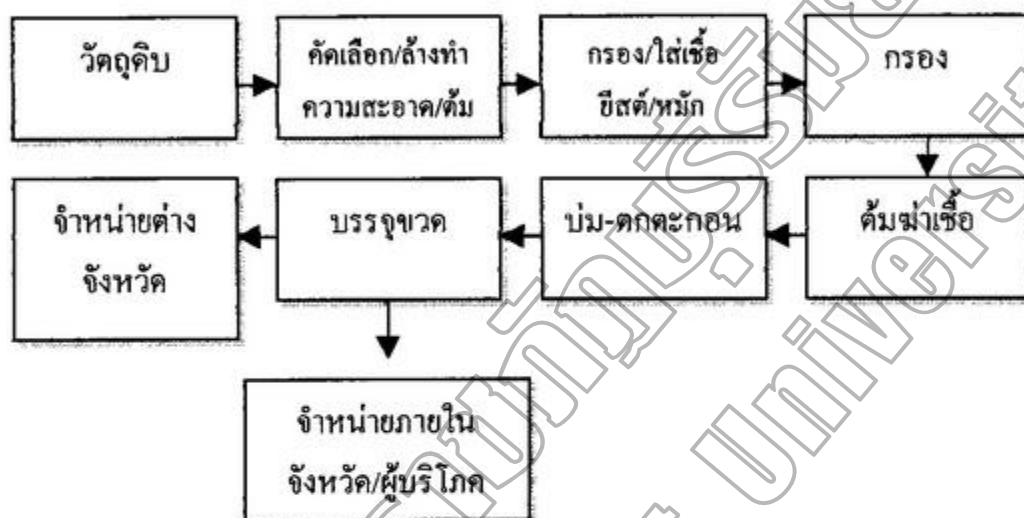 วัตถุดิบ
คัดเลือก/ล้างทำ
ความสะอาด/ต้ม
กรอง/ใส่เชื้อ
ยีสต์/หมัก
กรอง
ต้มฆ่าเชื้อ
บ่ม-ตกตะกอน
บรรจุขวด
จำหน่ายต่าง
จังหวัด
จำหน่ายภายใน
จังหวัด/ผู้บริโภค